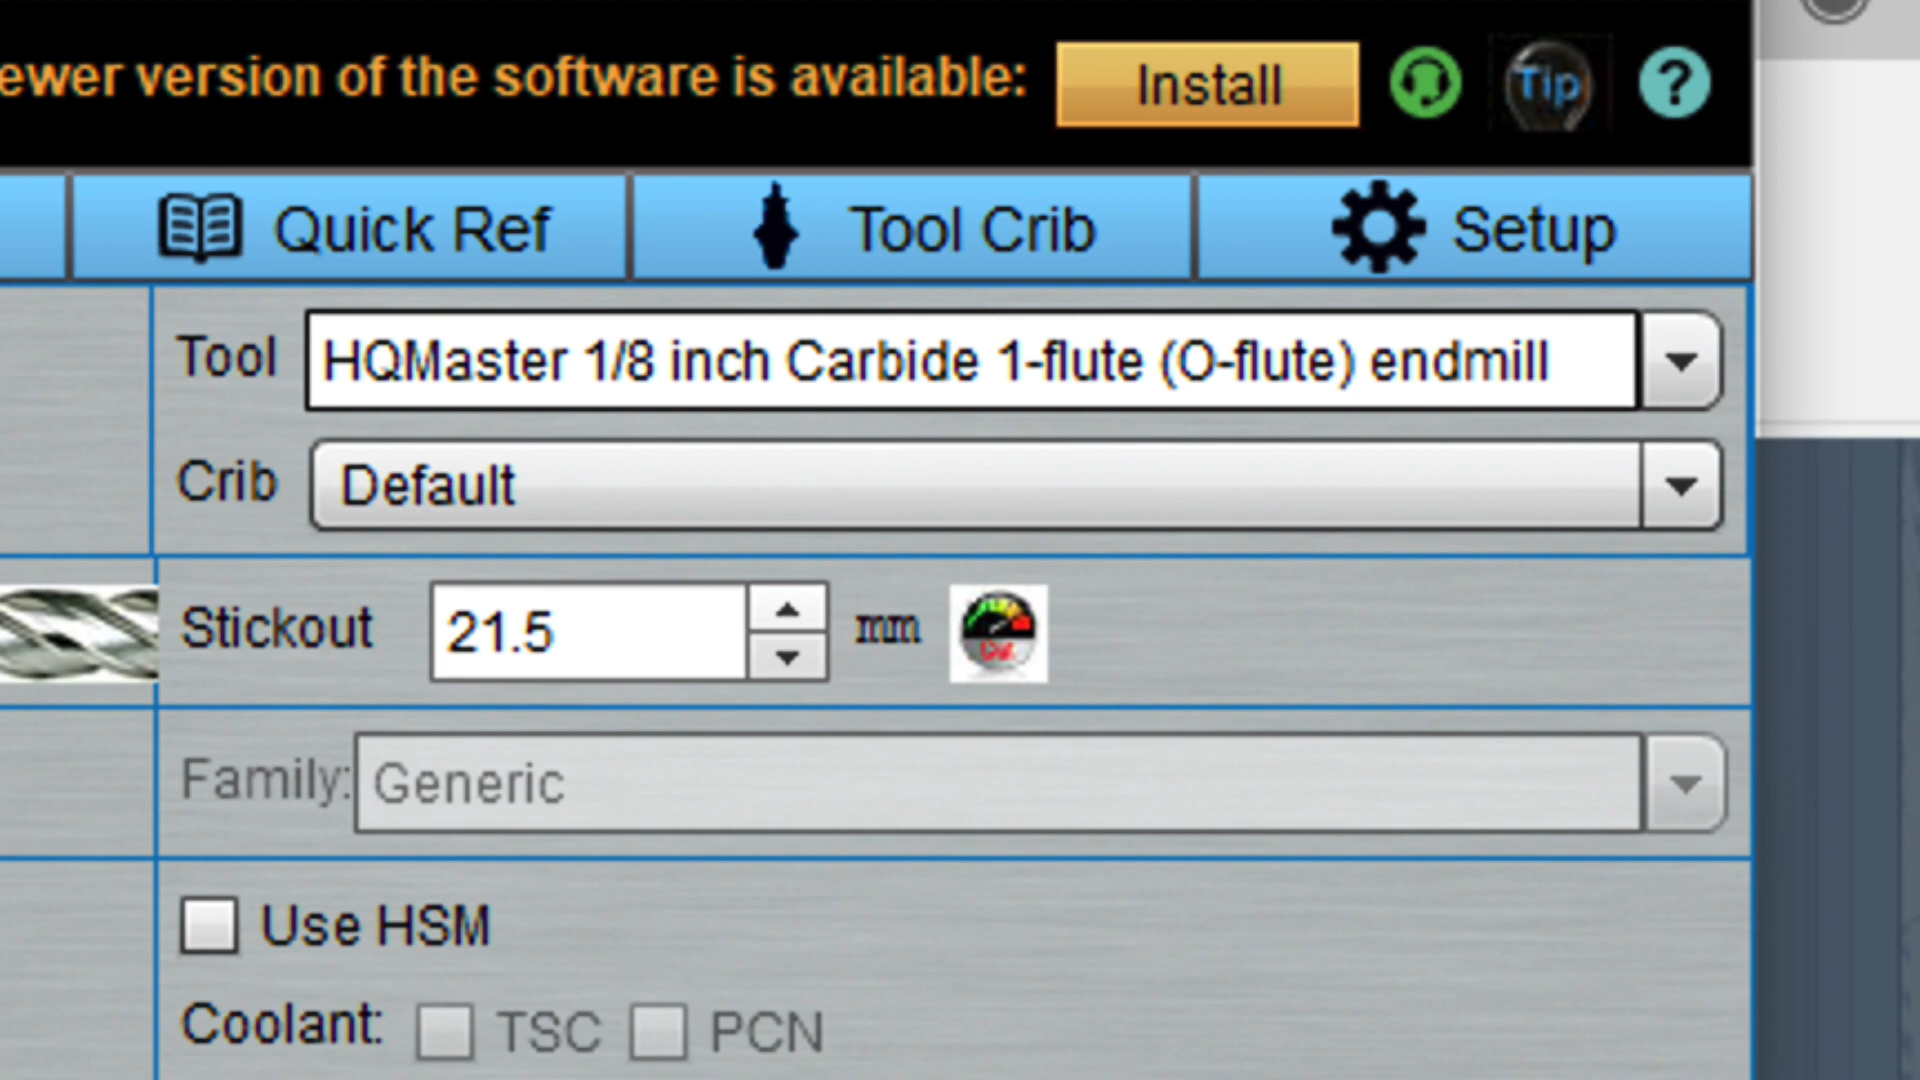 ewer version of the software is available: Install Tip ?
Quick Ref Tool Crib Setup
Tool HQMaster 1/8 inch Carbide 1-flute (O-flute) endmill
Crib Default
Stickout 21.5 mm
Family: Generic
Use HSM
Coolant: TSC PCN